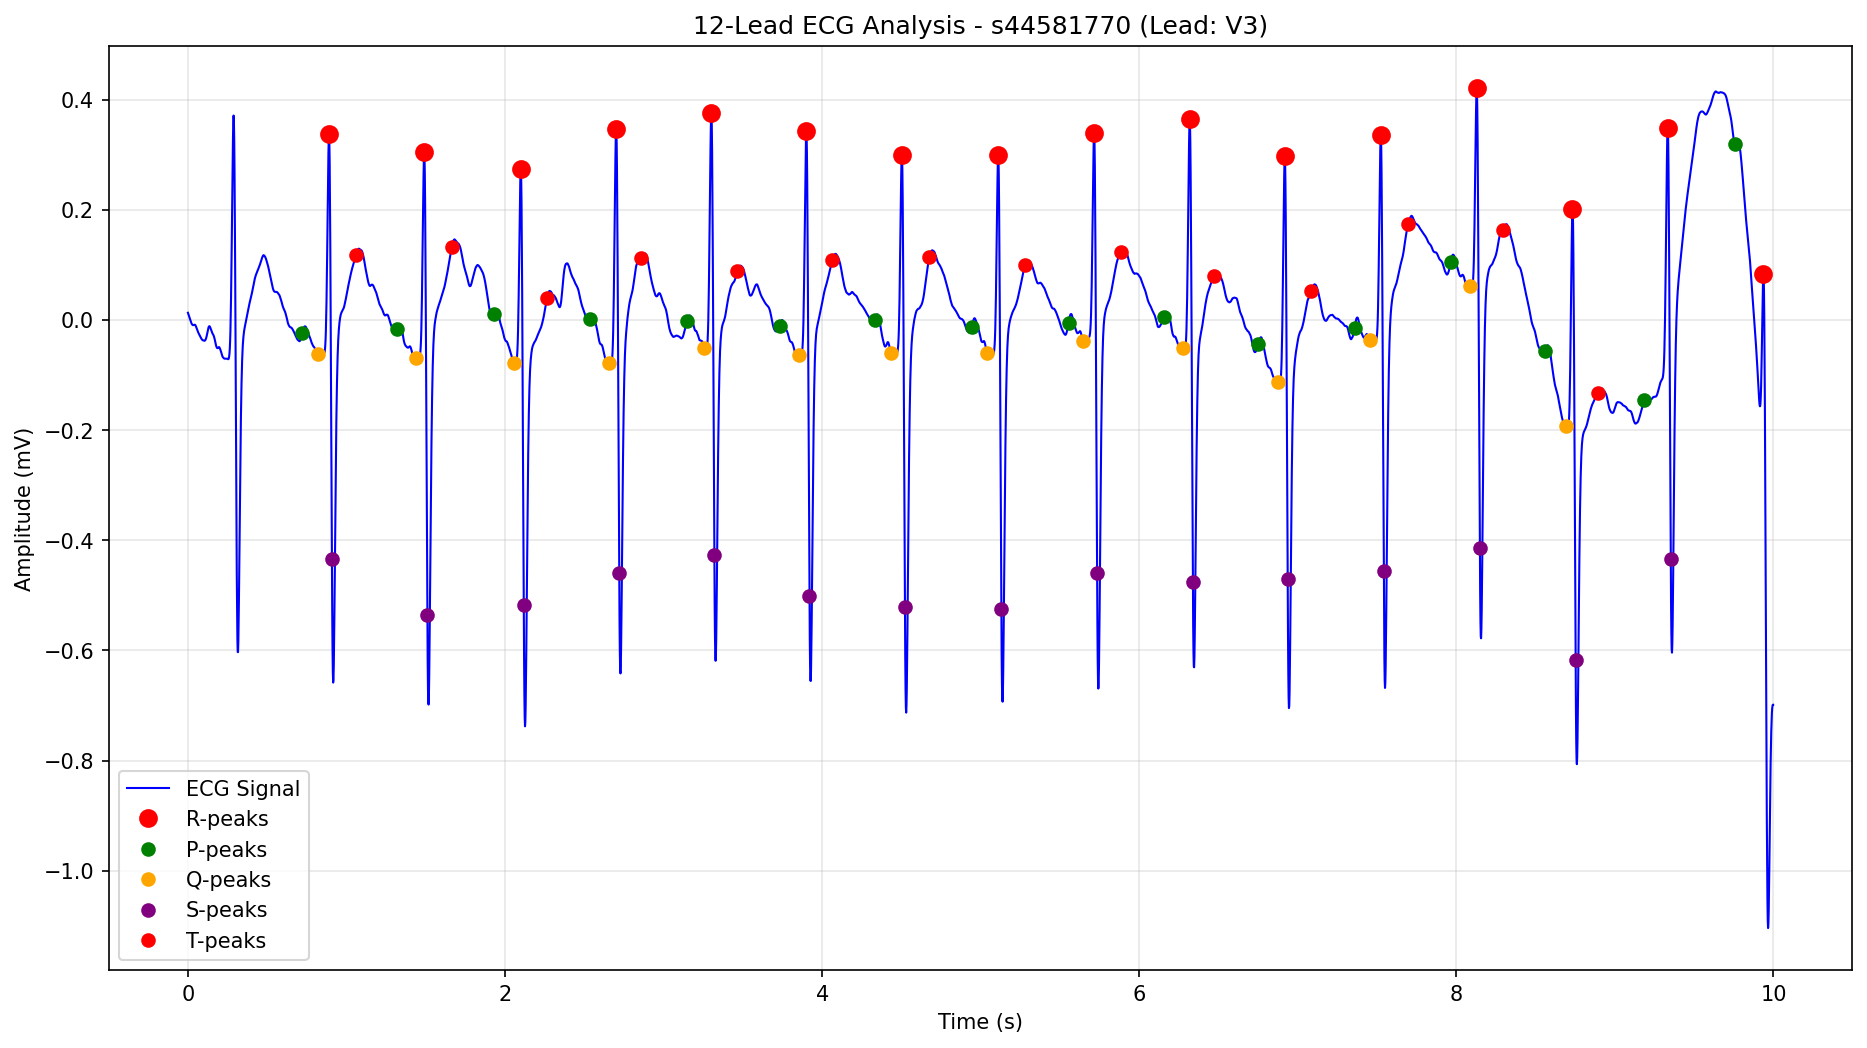 12-Lead ECG Analysis - s44581770 (Lead: V3)
Amplitude (mV)
0.4
0.2
0.0
−0.2
−0.4
−0.6
−0.8
−1.0
ECG Signal
R-peaks
P-peaks
Q-peaks
S-peaks
T-peaks
0 2 4 6 8 10
Time (s)